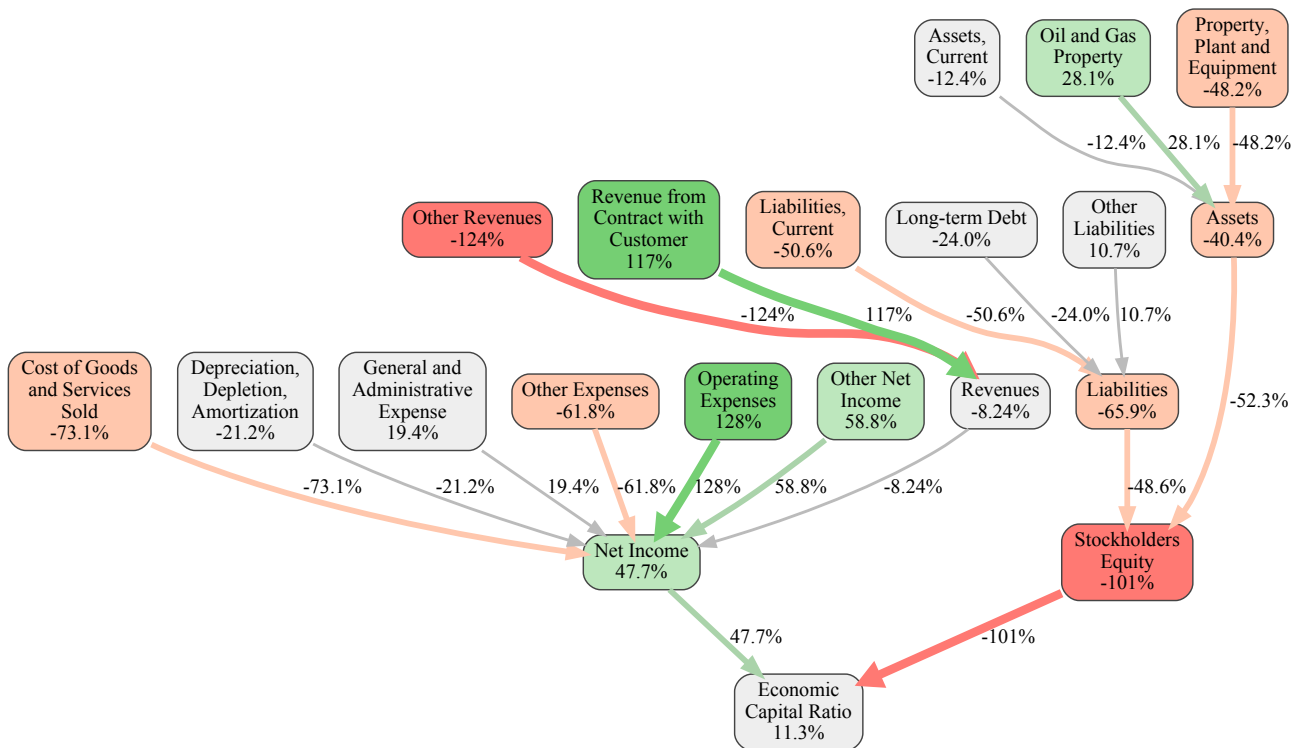 Assets,
Current
-12.4%
Oil and Gas
Property
28.1%
Property,
Plant and
Equipment
-48.2%
-12.4%
28.1%
-48.2%
Other Revenues
-124%
Revenue from
Contract with
Customer
117%
Liabilities,
Current
-50.6%
Long-term Debt
-24.0%
Other
Liabilities
10.7%
Assets
-40.4%
-124%
117%
-50.6%
-24.0%
10.7%
Cost of Goods
and Services
Sold
-73.1%
Depreciation,
Depletion,
Amortization
-21.2%
General and
Administrative
Expense
19.4%
Other Expenses
-61.8%
Operating
Expenses
128%
Other Net
Income
58.8%
Revenues
-8.24%
Liabilities
-65.9%
-52.3%
-73.1%
-21.2%
19.4%
-61.8%
128%
58.8%
-8.24%
-48.6%
Net Income
47.7%
Stockholders
Equity
-101%
47.7%
-101%
Economic
Capital Ratio
11.3%